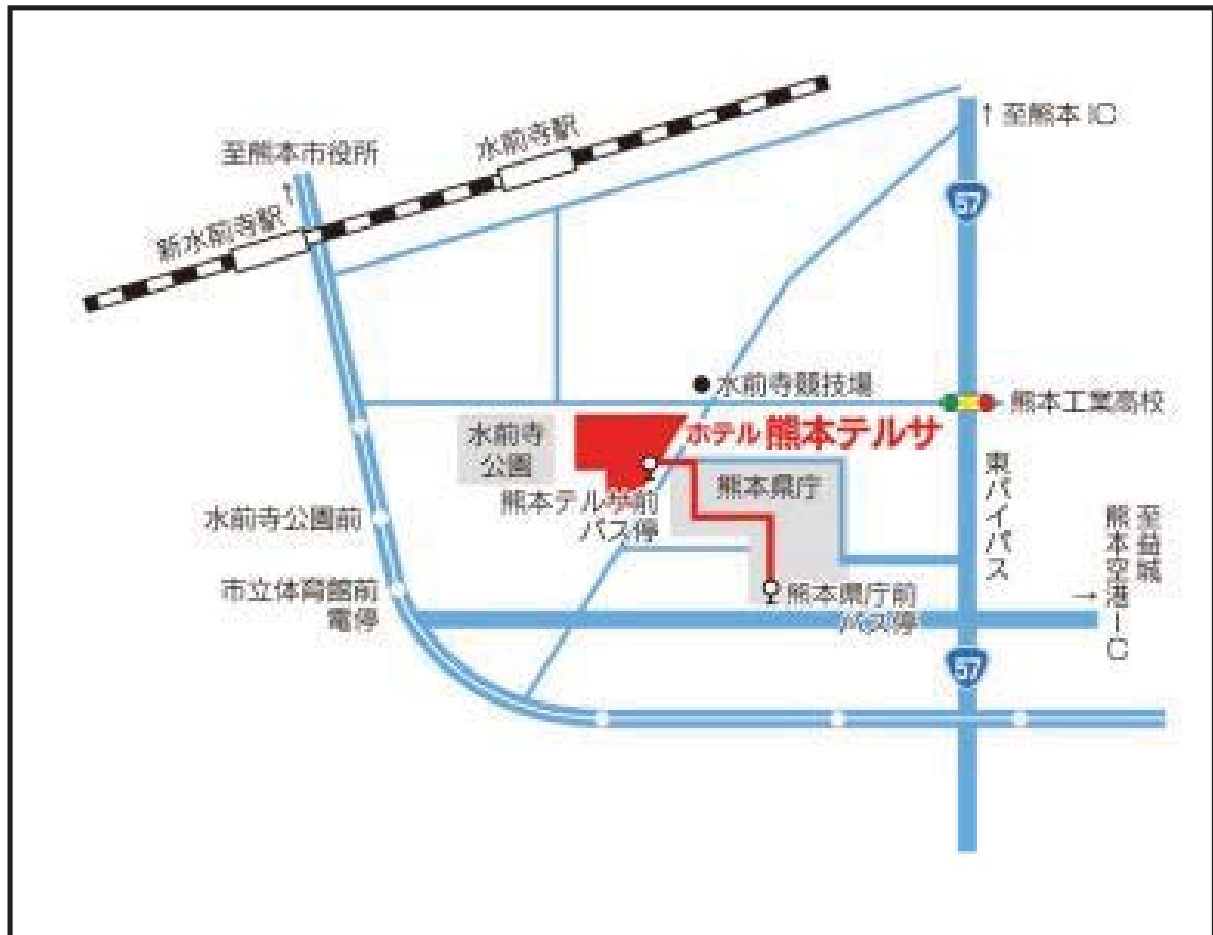 ↑ 至熊本 IC
水前寺駅
至熊本市役所
↑
57
新水前寺駅
水前寺競技場
熊本工業高校
水前寺
公園
ホテル 熊本テルサ
熊本県庁
熊本テルサ前
バス停
東バイパス
水前寺公園前
至益城
熊本空港IC
→
市立体育館前
電停
熊本県庁前
バス停
57